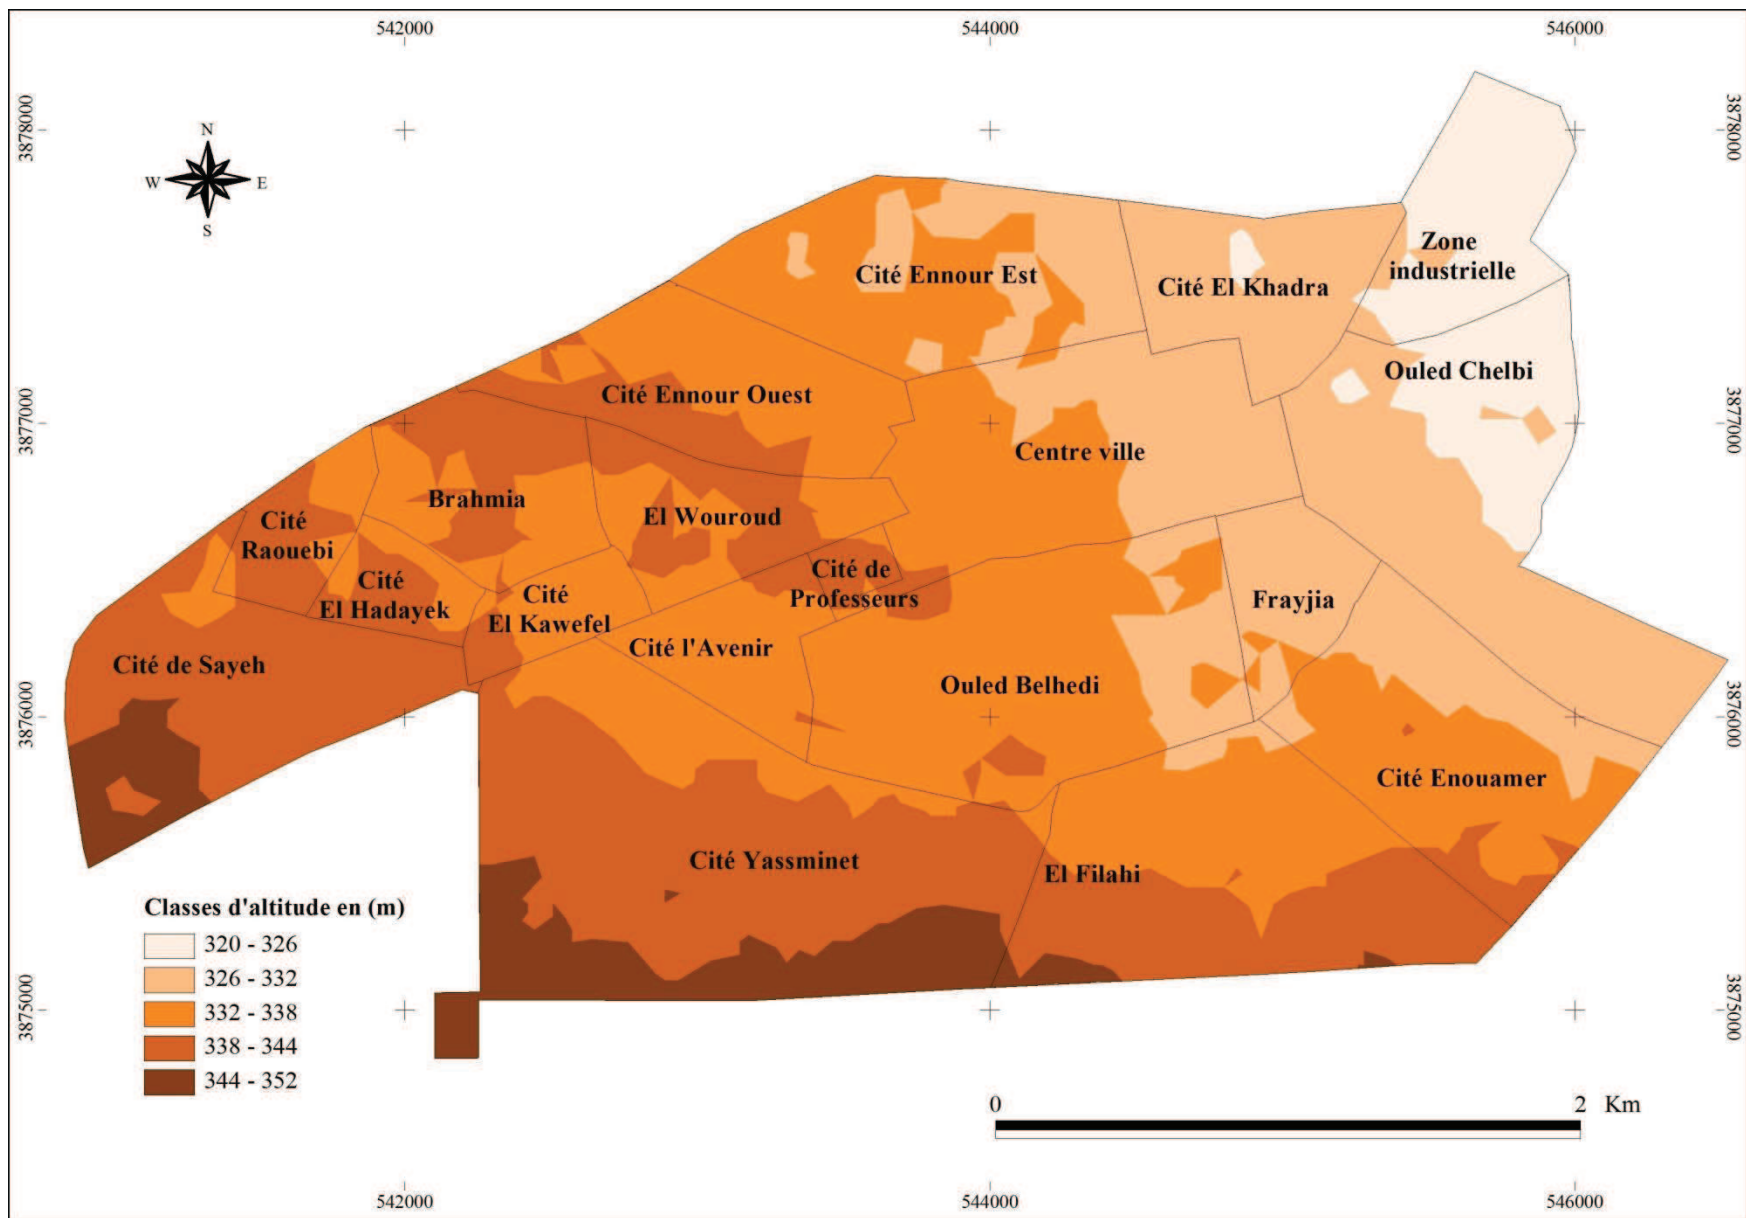 542000
544000
546000
3878000
3878000
N
W
E
S
Zone
industrielle
Cité Ennour Est
Cité El Khadra
Ouled Chelbi
Cité Ennour Ouest
3877000
3877000
Centre ville
Brahmia
El Wouroud
Cité
Raouebi
Cité de
Professeurs
Cité
El Hadayek
Cité
El Kawefel
Frayjia
Cité l'Avenir
Cité de Sayeh
Ouled Belhedi
3876000
3876000
Cité Enouamer
Cité Yassminet
El Filahi
Classes d'altitude en (m)
320 - 326
326 - 332
332 - 338
338 - 344
344 - 352
3875000
3875000
0
2 Km
542000
544000
546000